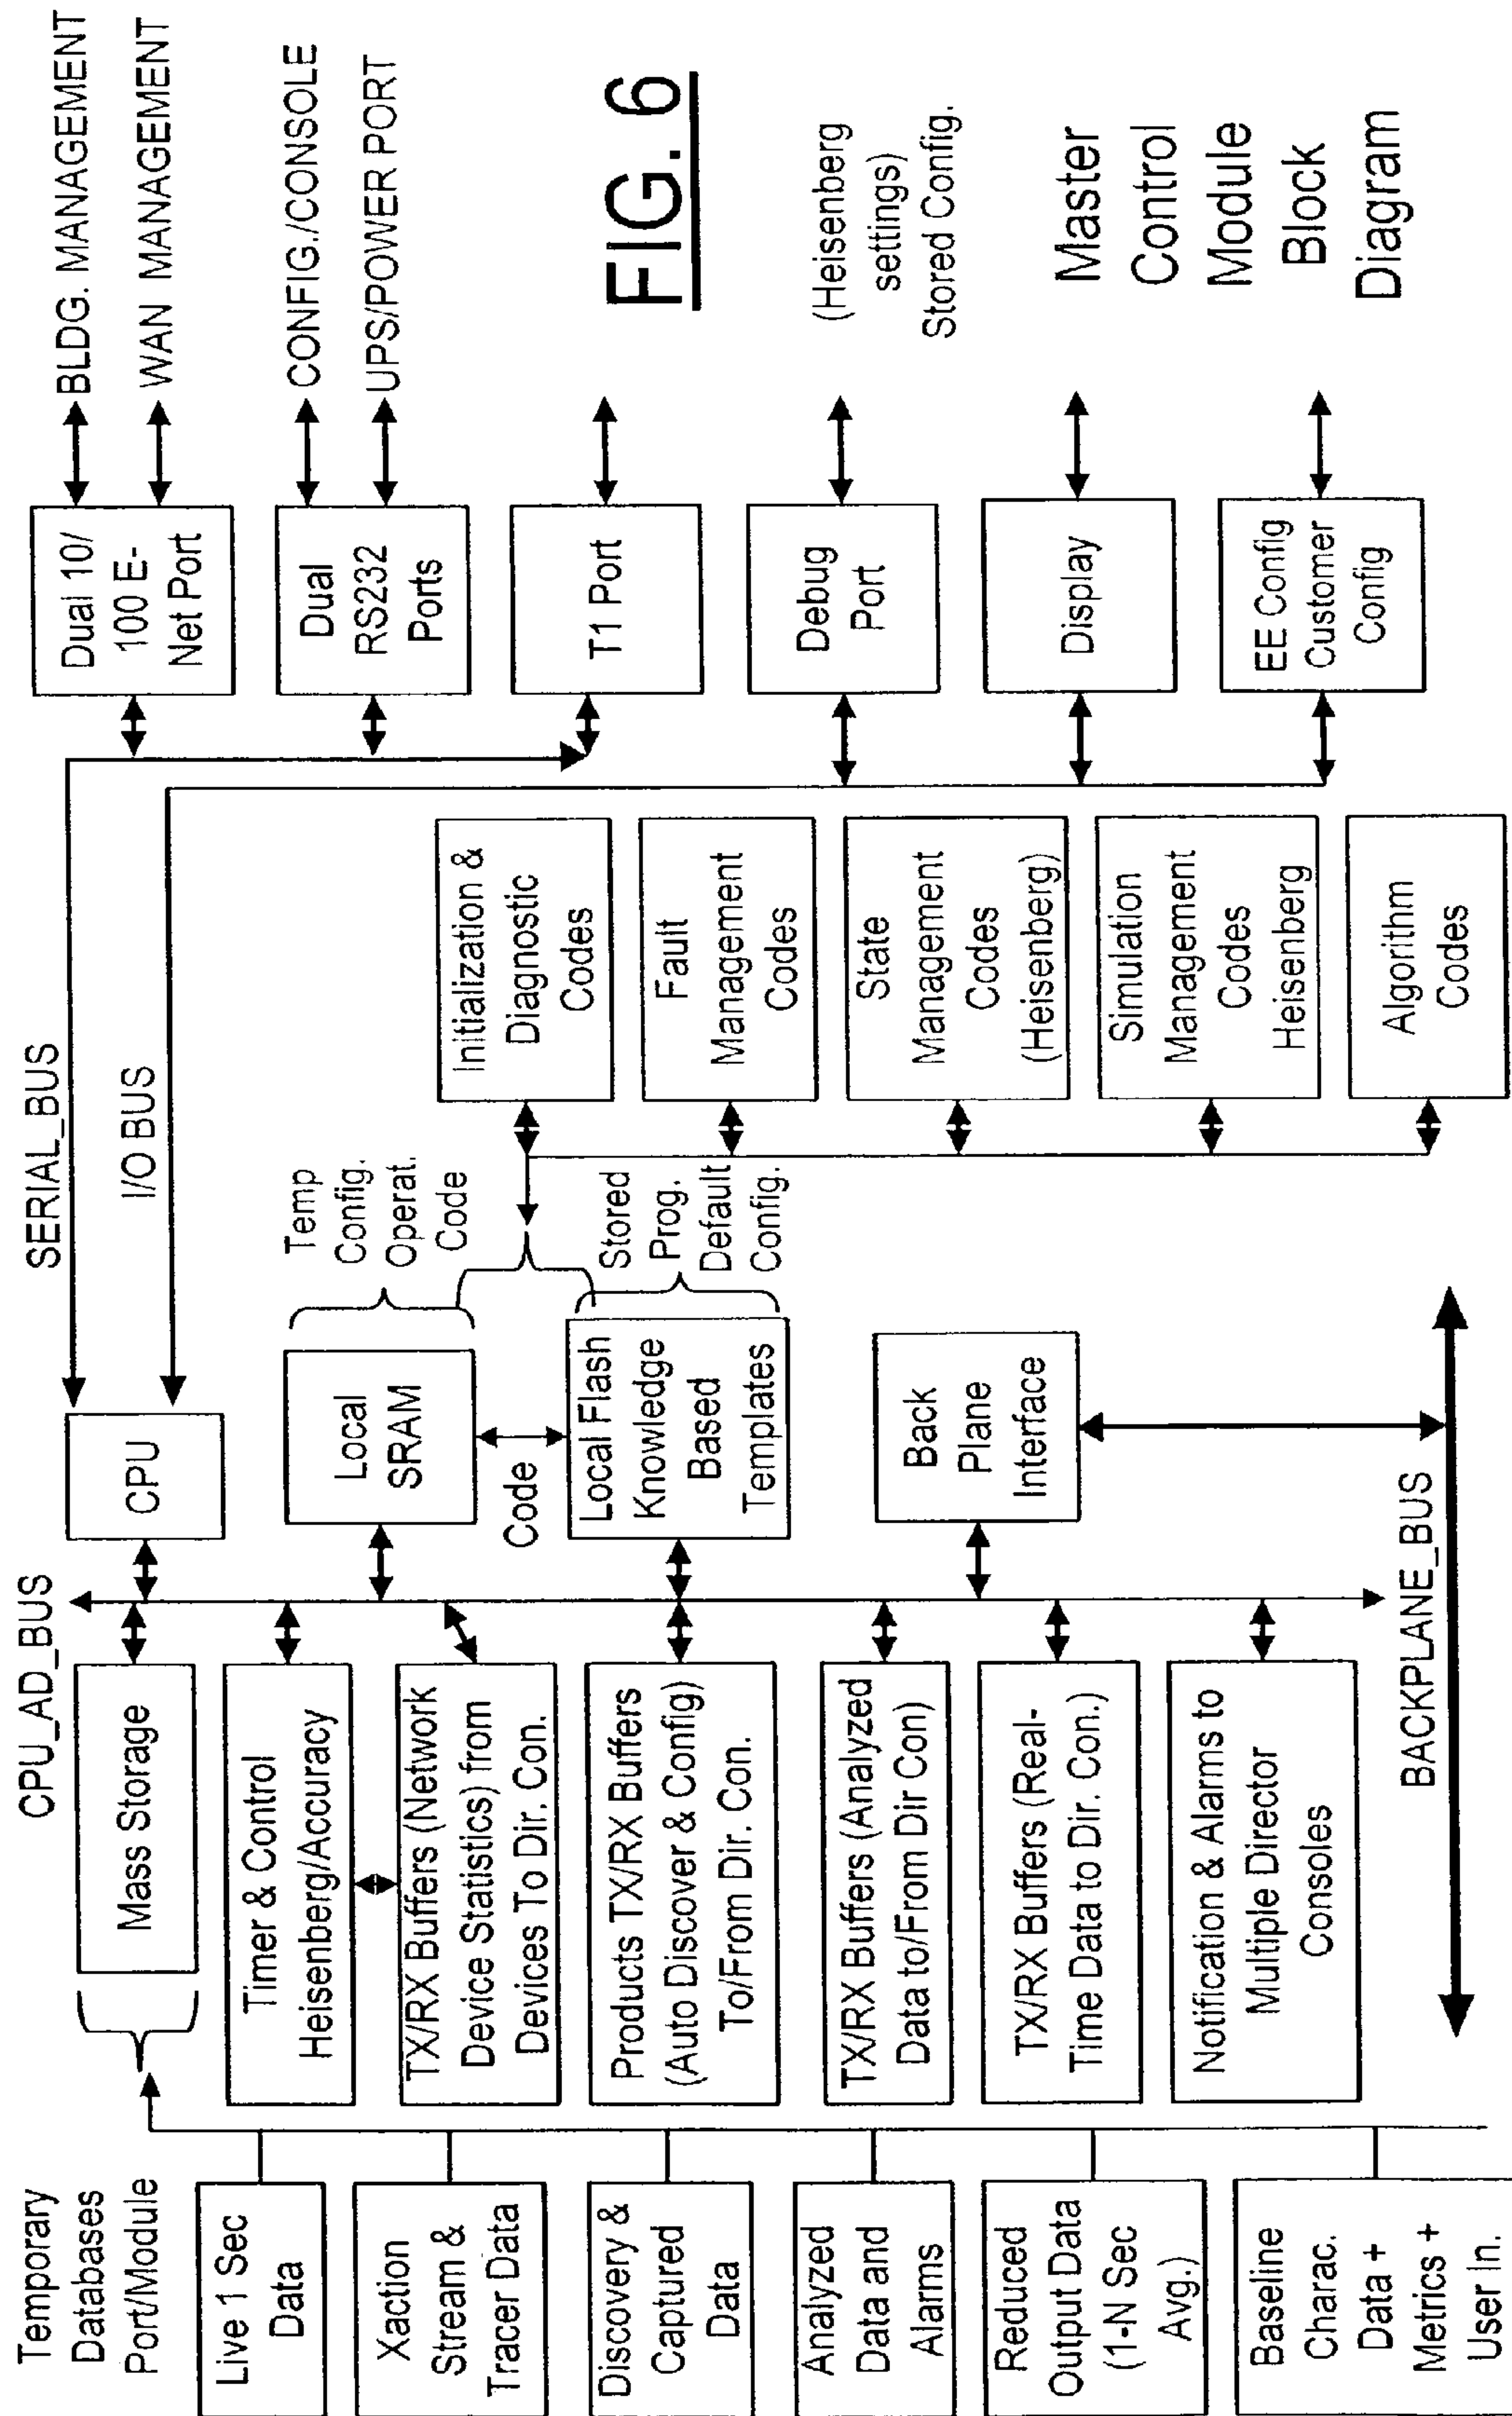 Temporary
Databases
Port/Module
Live 1 Sec
Data
Xaction
Stream &
Tracer Data
Discovery &
Captured
Data
Analyzed
Data and
Alarms
Reduced
Output Data
(1-N Sec
Avg.)
Baseline
Charac.
Data +
Metrics +
User In.
CPU_AD_BUS
Mass Storage
Timer & Control
Heisenberg/Accuracy
TX/RX Buffers (Network
Device Statistics) from
Devices To Dir. Con.
Products TX/RX Buffers
(Auto Discover & Config)
To/From Dir. Con.
TX/RX Buffers (Analyzed
Data to/From Dir Con)
TX/RX Buffers (Real-
Time Data to Dir. Con.)
Notification & Alarms to
Multiple Director
Consoles
BACKPLANE_BUS
CPU
Local
SRAM
Code
Local Flash
Knowledge
Based
Templates
Back
Plane
Interface
SERIAL_BUS
I/O BUS
Temp
Config.
Operat.
Code
Stored
Prog.
Default
Config.
Initialization &
Diagnostic
Codes
Fault
Management
Codes
State
Management
Codes
(Heisenberg)
Simulation
Management
Codes
Heisenberg
Algorithm
Codes
Dual 10/
100 E-
Net Port
Dual
RS232
Ports
T1 Port
Debug
Port
Display
EE Config
Customer
Config
BLDG. MANAGEMENT
WAN MANAGEMENT
CONFIG./CONSOLE
UPS/POWER PORT
FIG. 6
(Heisenberg
settings)
Stored Config.
Master
Control
Module
Block
Diagram